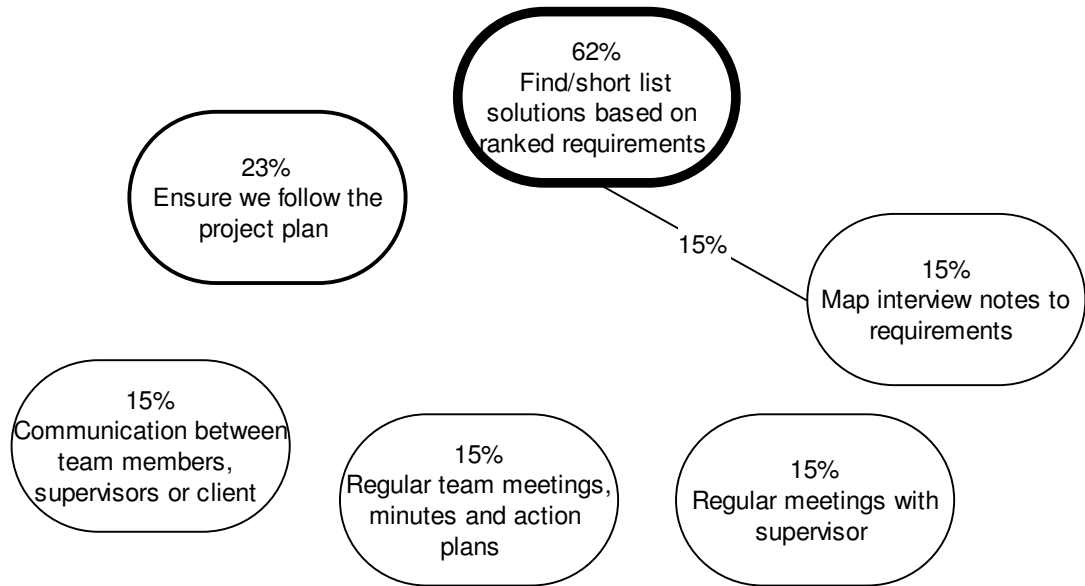 62%
Find/short list
solutions based on
ranked requirements
23%
Ensure we follow the
project plan
15%
15%
Map interview notes to
requirements
15%
Communication between
team members,
supervisors or client
15%
Regular team meetings,
minutes and action
plans
15%
Regular meetings with
supervisor